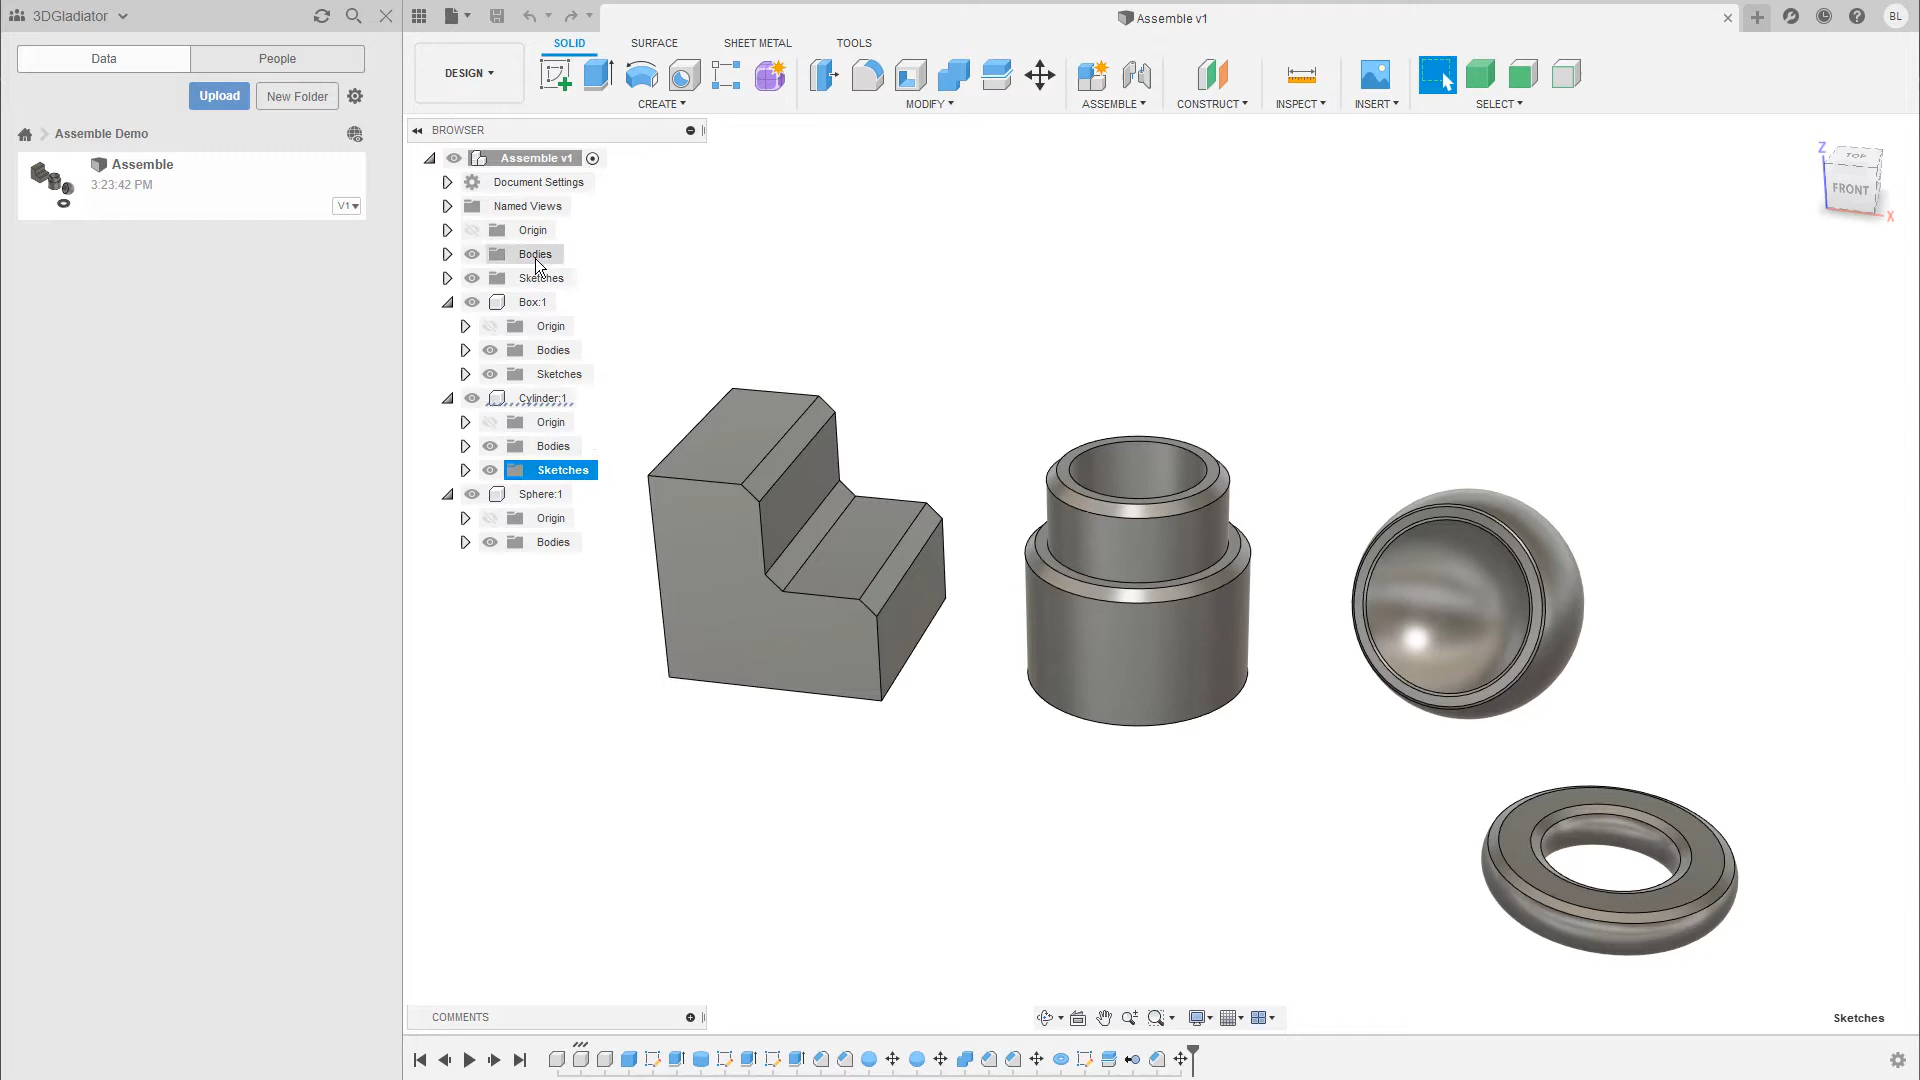 3DGladiator
Data
People
Upload
New Folder
Assemble Demo
Assemble
3:23:42 PM
V1
Assemble v1
BL
DESIGN
SOLID
SURFACE
SHEET METAL
TOOLS
CREATE
MODIFY
ASSEMBLE
CONSTRUCT
INSPECT
INSERT
SELECT
BROWSER
Assemble v1
Document Settings
Named Views
Origin
Bodies
Sketches
Box:1
Origin
Bodies
Sketches
Cylinder:1
Origin
Bodies
Sketches
Sphere:1
Origin
Bodies
Z
TOP
FRONT
X
COMMENTS
Sketches